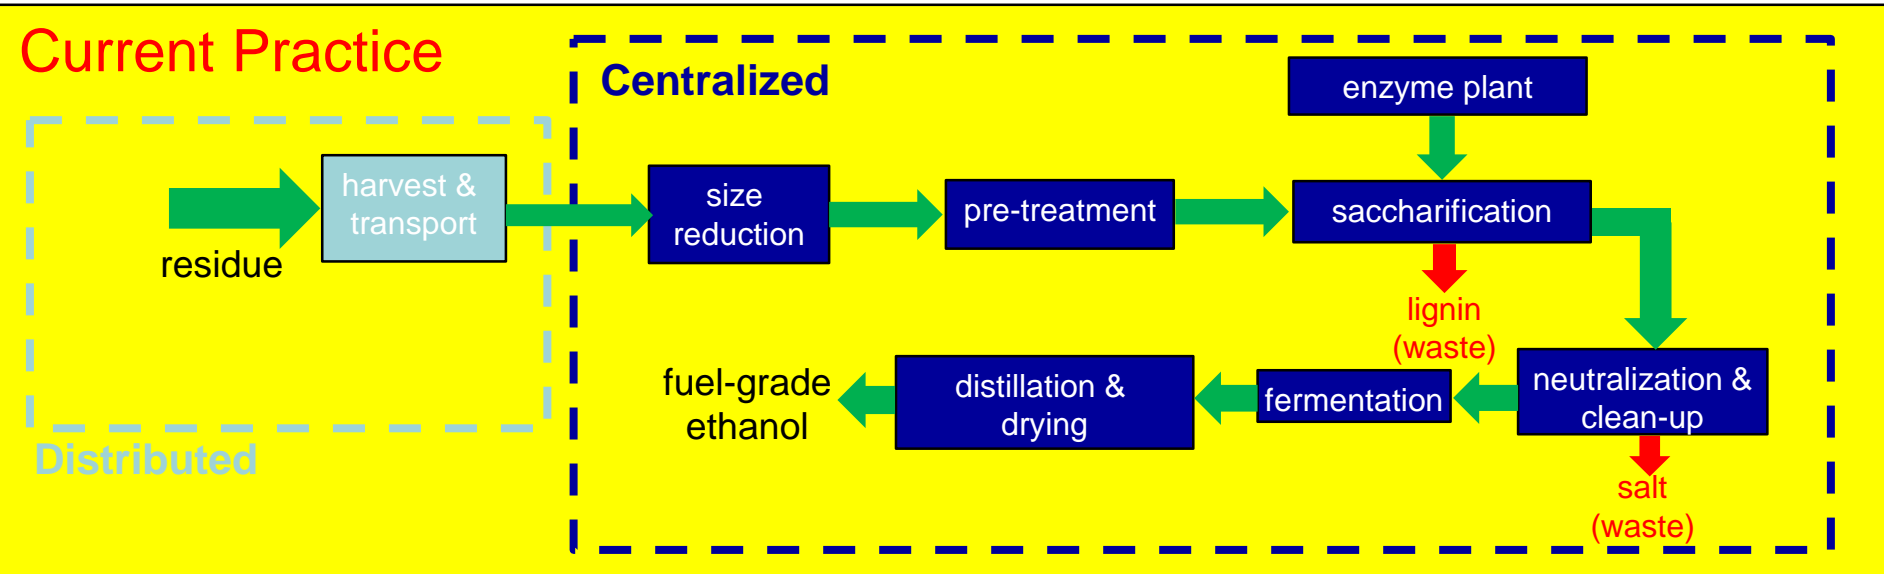 Current Practice
Centralized
enzyme plant
harvest &
transport
size
reduction
pre-treatment
saccharification
residue
lignin
(waste)
neutralization &
clean-up
fermentation
distillation &
drying
fuel-grade
ethanol
Distributed
salt
(waste)